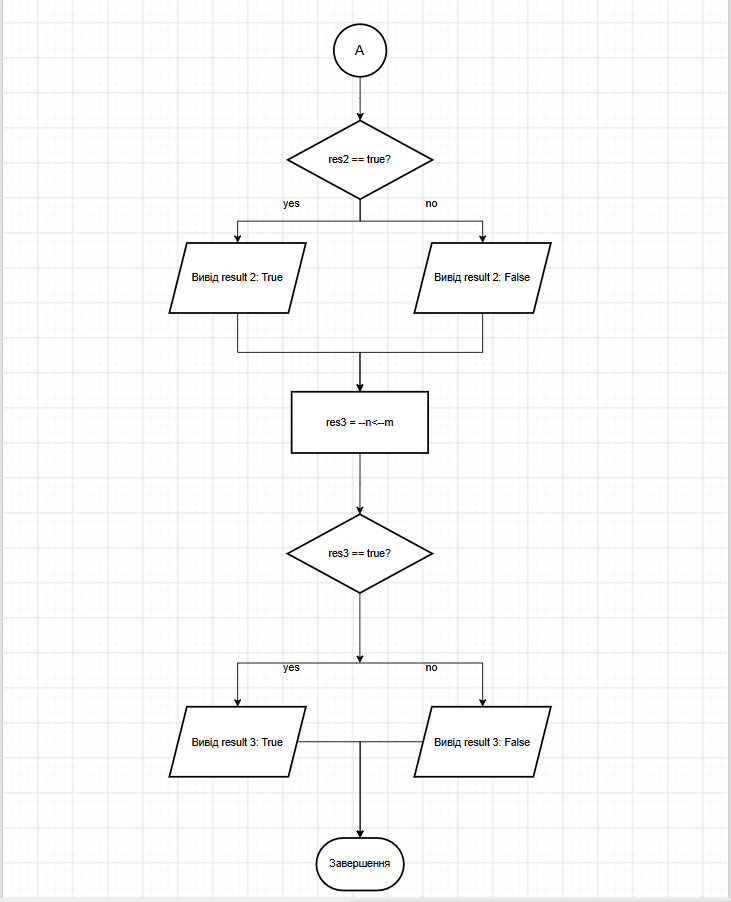 A
res2 == true?
yes
no
Вивід result 2: True
Вивід result 2: False
res3 = --n<--m
res3 == true?
yes
no
Вивід result 3: True
Вивід result 3: False
Завершення